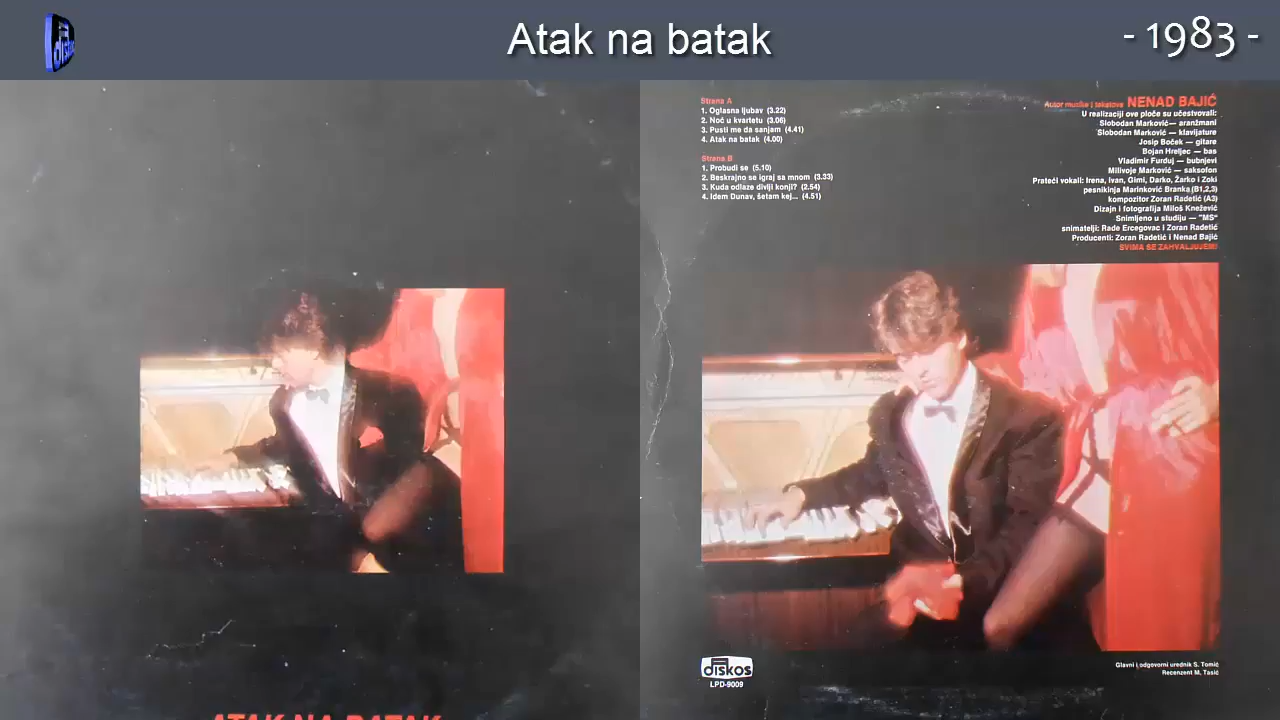 diskos
Atak na batak
- 1983 -
Strana A
1. Oglasna ljubav (3.22)
2. Noć u kvartetu (3.06)
3. Pusti me da sanjam (4.41)
4. Atak na batak (4.00)
Strana B
1. Probudi se (5.10)
2. Beskrajno se igraj sa mnom (3.33)
3. Kuda odlaze divlji konji? (2.54)
4. Idem Dunav, šetam kej... (4.51)
Autor muzike i tekstova NENAD BAJIĆ
U realizaciji ove ploče su učestvovali:
Slobodan Marković — aranžmani
Slobodan Marković — klavijature
Josip Boček — gitare
Bojan Hreljec — bas
Vladimir Furduj — bubnjevi
Milivoje Marković — saksofon
Prateći vokali: Irena, Ivan, Gimi, Darko, Žarko i Zoki
pesnikinja Marinković Branka (B1,2,3)
kompozitor Zoran Radetić (A3)
Dizajn i fotografija Miloš Knežević
Snimljeno u studiju — "MS"
snimatelji: Rade Ercegovac i Zoran Radetić
Producenti: Zoran Radetić i Nenad Bajić
SVIMA SE ZAHVALJUJEM!
diskos
LPD-9009
Glavni i odgovorni urednik S. Tomić
Recenzent M. Tasić
ATAK NA BATAK